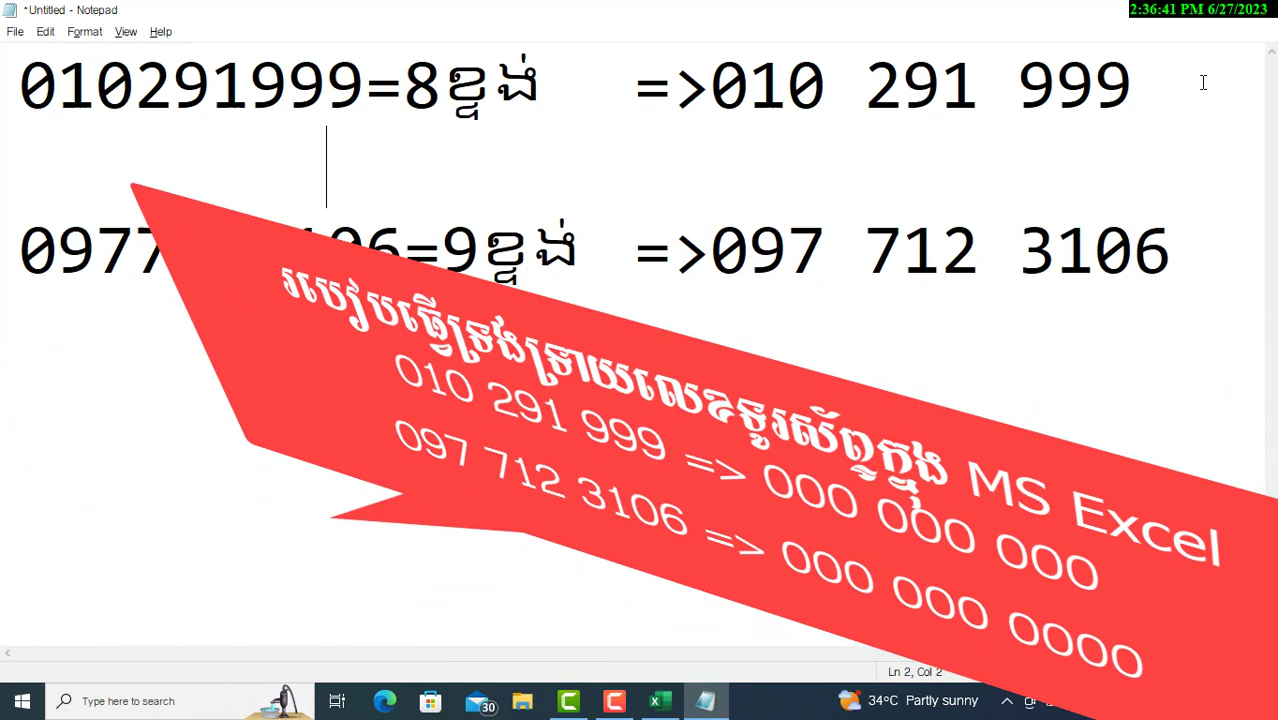 *Untitled - Notepad
2:36:41 PM 6/27/2023
File Edit Format View Help
010291999=8ខ្ទង់ =>010 291 999
0977 106=9ខ្ទង់ =>097 712 3106
របៀបធ្វើទ្រង់ទ្រាយលេខទូរស័ព្ទក្នុង MS Excel
010 291 999 => 000 000 000
097 712 3106 => 000 000 0000
Ln 2, Col 2
Type here to search
30
34°C Partly sunny